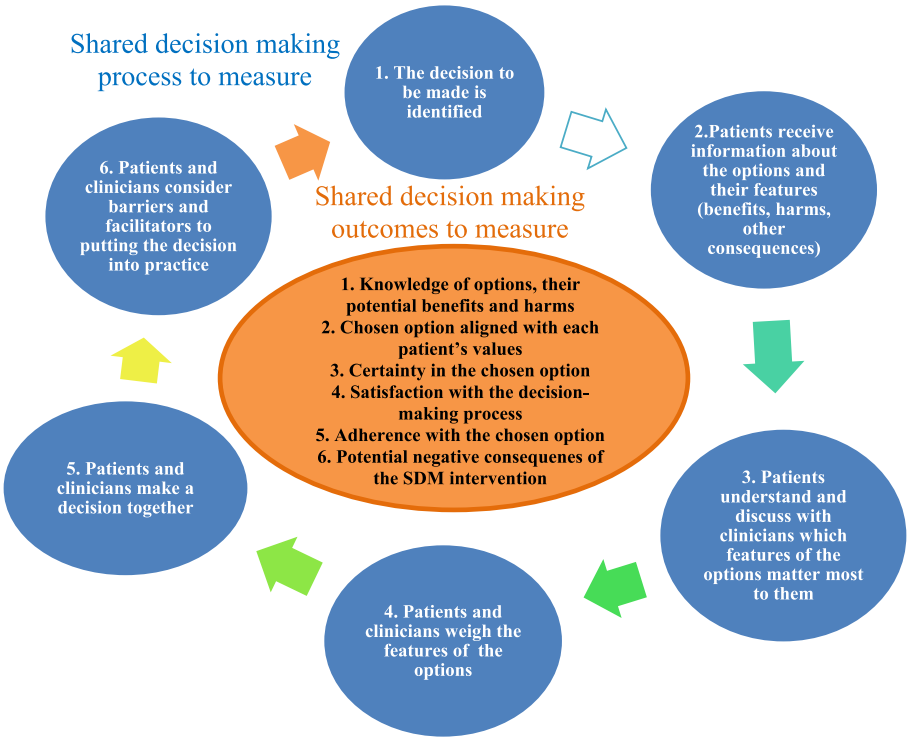 Shared decision making
process to measure
1. The decision to
be made is
identified
2.Patients receive
information about
the options and
their features
(benefits, harms,
other
consequences)
3. Patients
understand and
discuss with
clinicians which
features of the
options matter most
to them
4. Patients and
clinicians weigh the
features of the
options
5. Patients and
clinicians make a
decision together
6. Patients and
clinicians consider
barriers and
facilitators to
putting the decision
into practice
Shared decision making
outcomes to measure
1. Knowledge of options, their
potential benefits and harms
2. Chosen option aligned with each
patient’s values
3. Certainty in the chosen option
4. Satisfaction with the decision-
making process
5. Adherence with the chosen option
6. Potential negative consequenes of
the SDM intervention